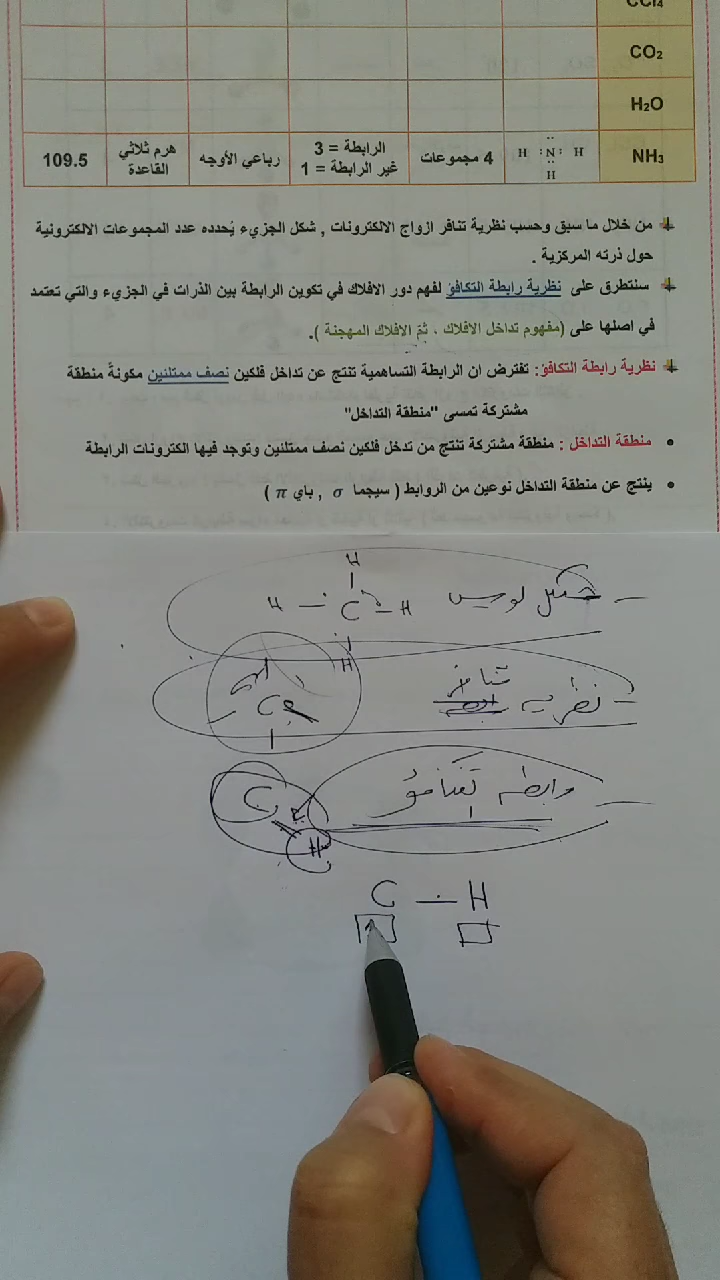 CCl₄
CO₂
H₂O
NH₃ H :N: H H 4 مجموعات الرابطة = 3 غير الرابطة = 1 رباعي الأوجه هرم ثلاثي القاعدة 109.5
من خلال ما سبق وحسب نظرية تنافر ازواج الالكترونات , شكل الجزيء يُحدده عدد المجموعات الالكترونية
حول ذرته المركزية .
سنتطرق على نظرية رابطة التكافؤ لفهم دور الافلاك في تكوين الرابطة بين الذرات في الجزيء والتي تعتمد
في اصلها على (مفهوم تداخل الافلاك ، ثمّ الافلاك المهجنة ).
نظرية رابطة التكافؤ: تفترض ان الرابطة التساهمية تنتج عن تداخل فلكين نصف ممتلئين مكونةً منطقة
مشتركة تمسى "منطقة التداخل"
• منطقة التداخل : منطقة مشتركة تنتج من تدخل فلكين نصف ممتلئين وتوجد فيها الكترونات الرابطة
• ينتج عن منطقة التداخل نوعين من الروابط ( سيجما σ , باي π )
H
– شكل لويس H – C – H
H
– نظرية تنافر C
– رابطة تكافؤ C H
C – H